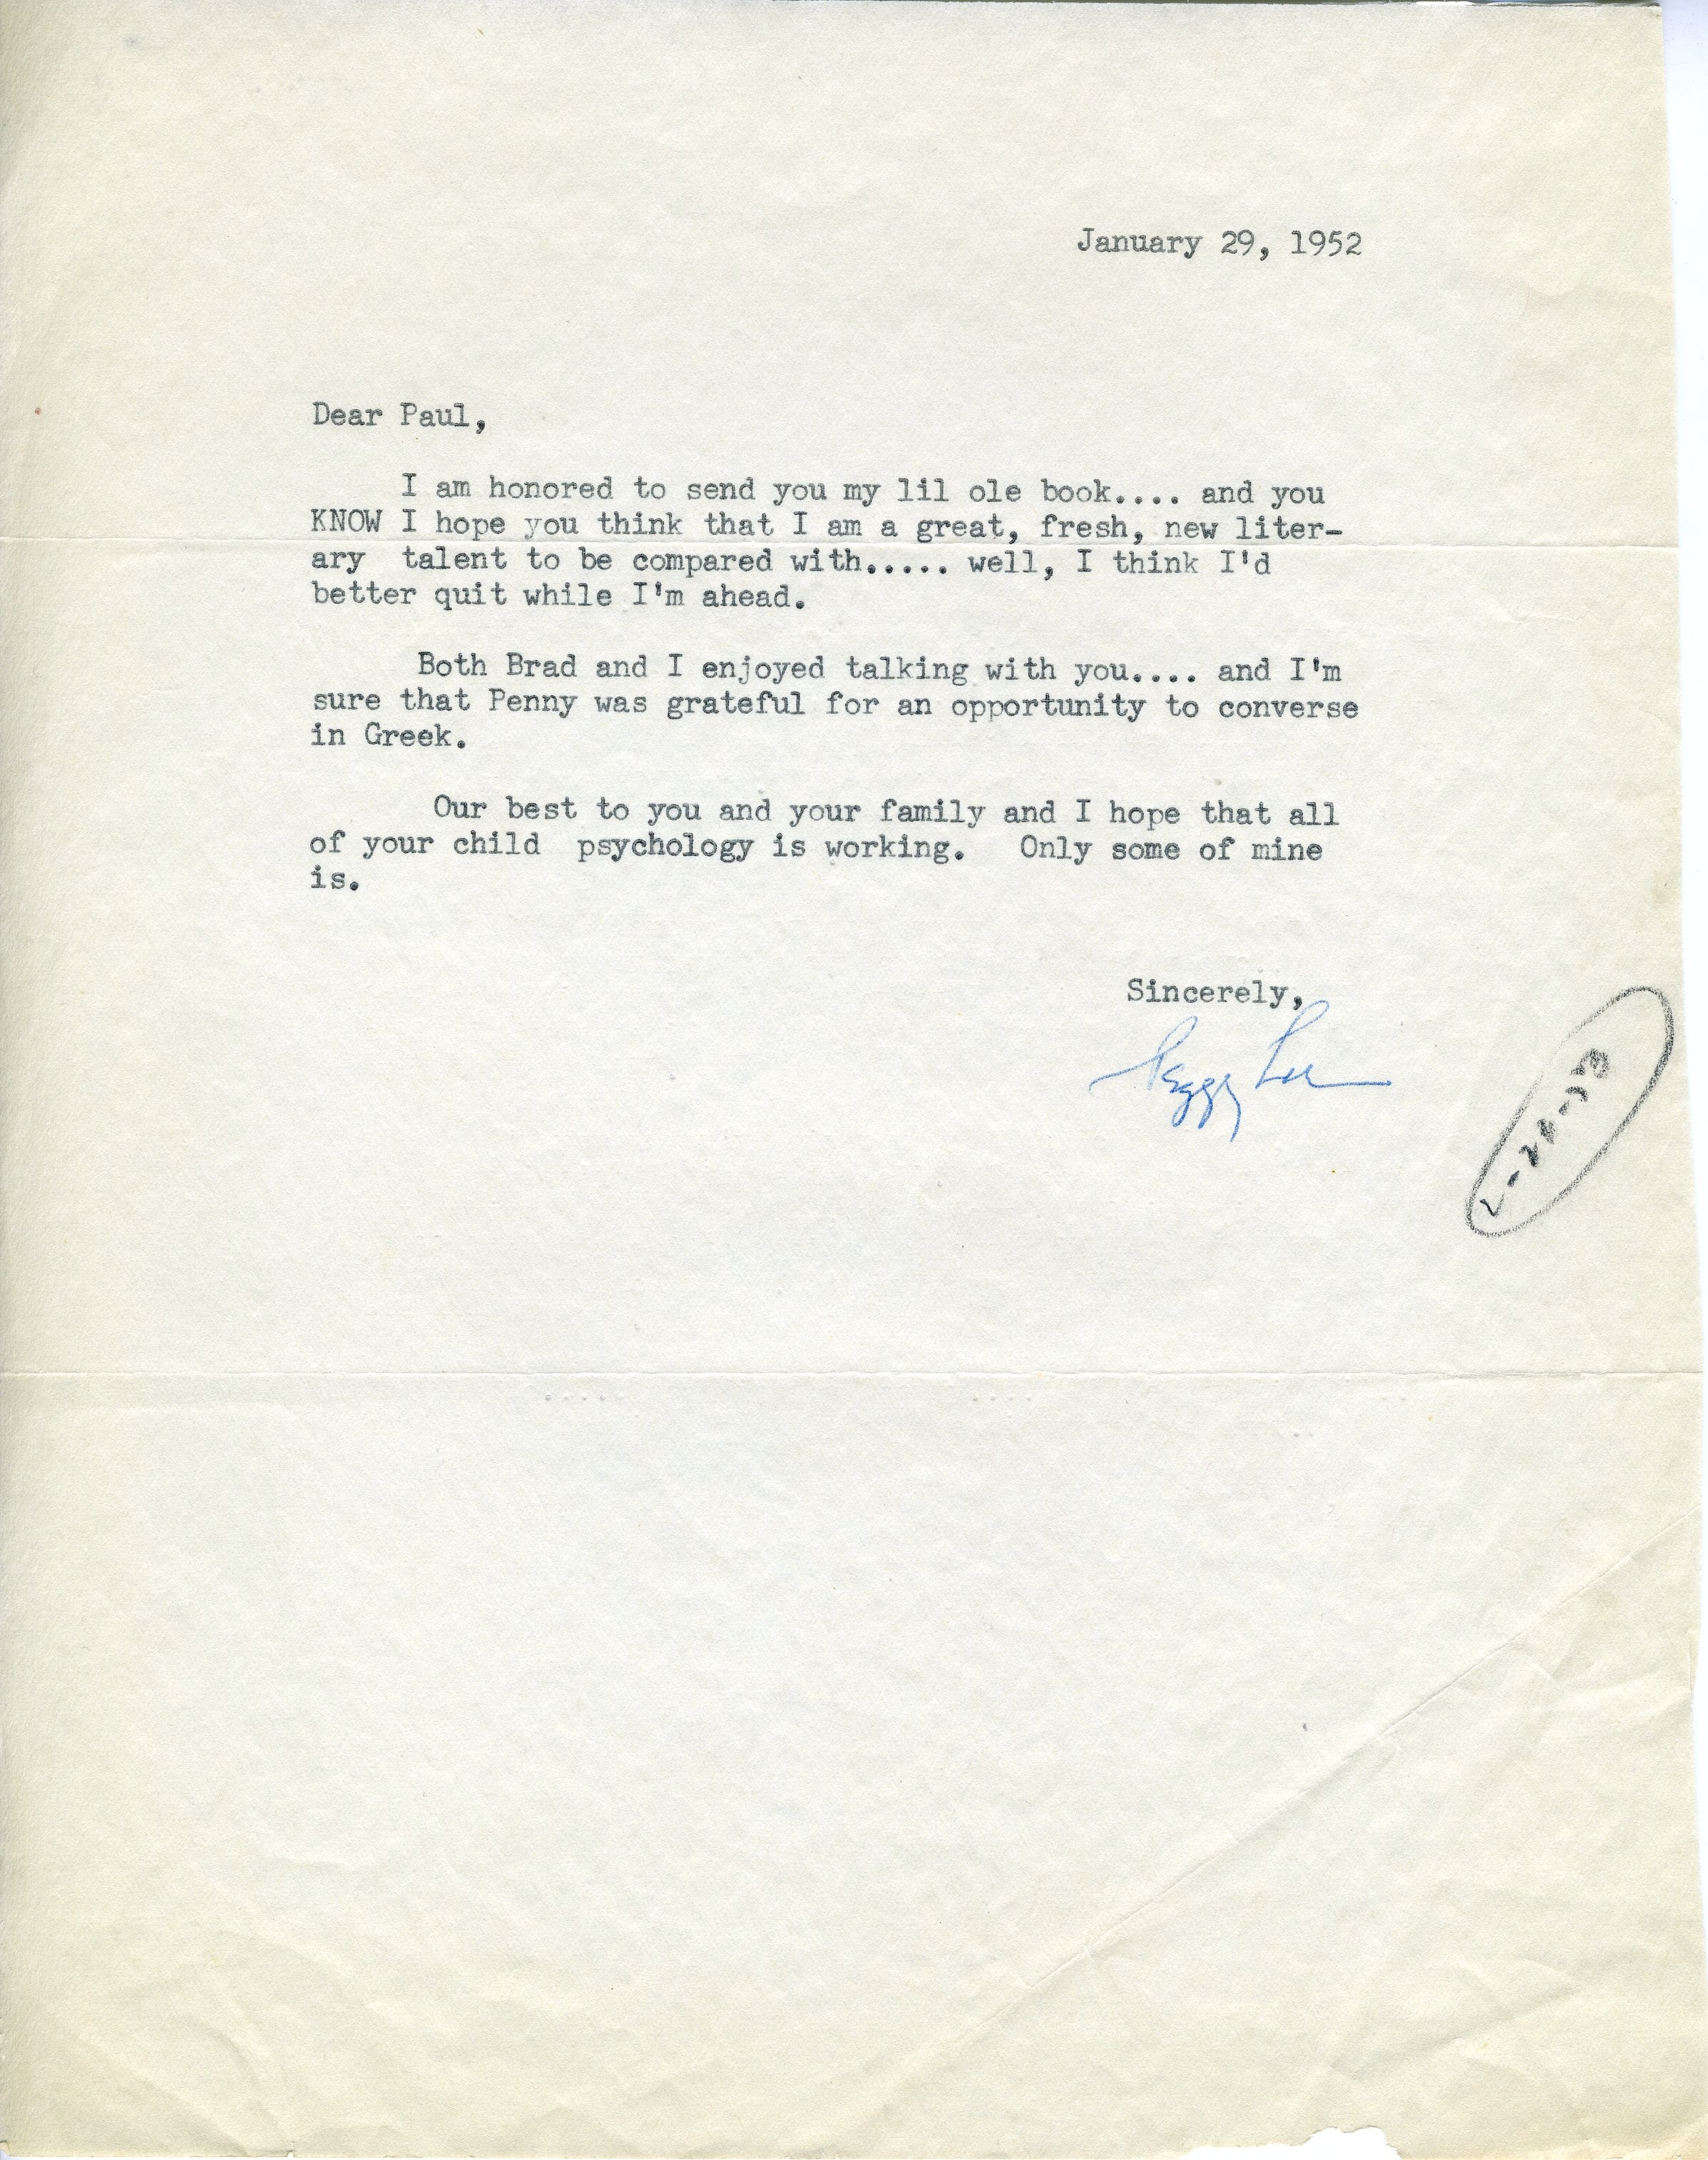 January 29, 1952
Dear Paul,
I am honored to send you my lil ole book.... and you
KNOW I hope you think that I am a great, fresh, new liter-
ary  talent to be compared with..... well, I think I'd
better quit while I'm ahead.
Both Brad and I enjoyed talking with you.... and I'm
sure that Penny was grateful for an opportunity to converse
in Greek.
Our best to you and your family and I hope that all
of your child  psychology is working.   Only some of mine
is.
Sincerely,
Peggy Lee